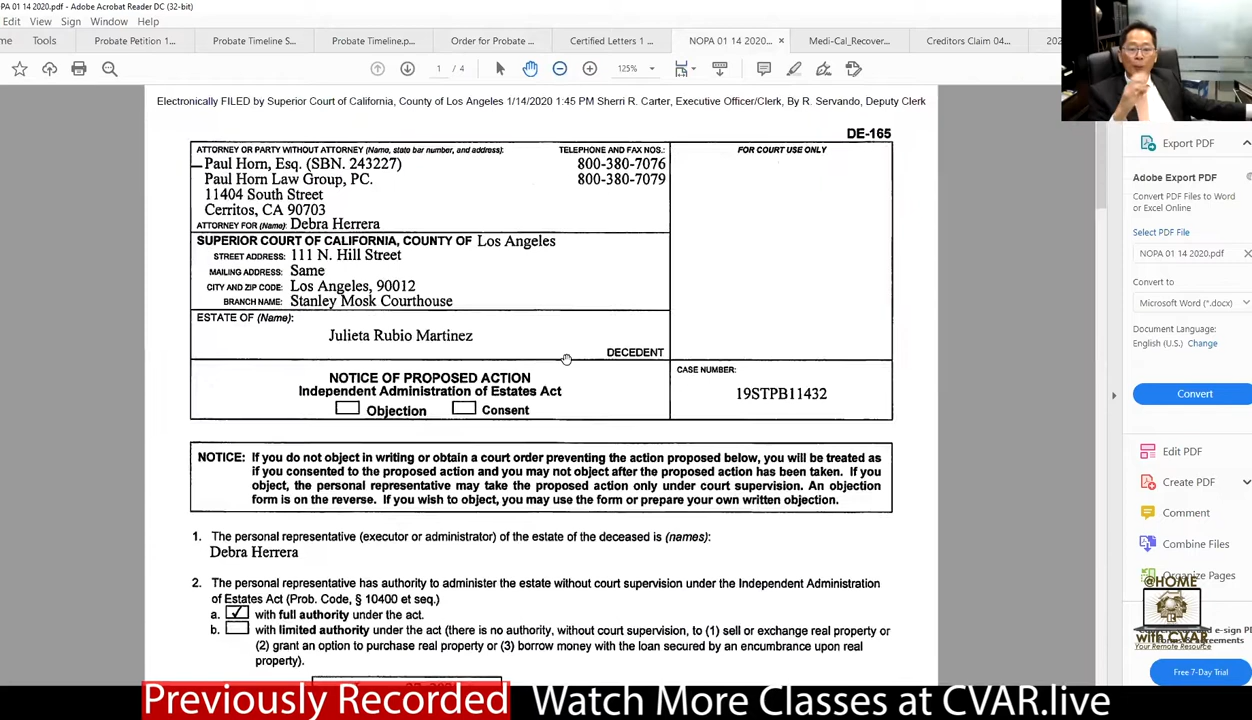 NOPA 01 14 2020.pdf - Adobe Acrobat Reader DC (32-bit)
Edit View Sign Window Help
me Tools Probate Petition 1... Probate Timeline S... Probate Timeline.p... Order for Probate ... Certified Letters 1 ... NOPA 01 14 2020... × Medi-Cal_Recover... Creditors Claim 04... 202
1 / 4 125%
Electronically FILED by Superior Court of California, County of Los Angeles 1/14/2020 1:45 PM Sherri R. Carter, Executive Officer/Clerk, By R. Servando, Deputy Clerk
DE-165
ATTORNEY OR PARTY WITHOUT ATTORNEY (Name, state bar number, and address): TELEPHONE AND FAX NOS.: FOR COURT USE ONLY
Paul Horn, Esq. (SBN. 243227) 800-380-7076
Paul Horn Law Group, PC. 800-380-7079
11404 South Street
Cerritos, CA 90703
ATTORNEY FOR (Name): Debra Herrera
SUPERIOR COURT OF CALIFORNIA, COUNTY OF Los Angeles
STREET ADDRESS: 111 N. Hill Street
MAILING ADDRESS: Same
CITY AND ZIP CODE: Los Angeles, 90012
BRANCH NAME: Stanley Mosk Courthouse
ESTATE OF (Name):
Julieta Rubio Martinez
DECEDENT
NOTICE OF PROPOSED ACTION
Independent Administration of Estates Act
Objection Consent
CASE NUMBER:
19STPB11432
NOTICE: If you do not object in writing or obtain a court order preventing the action proposed below, you will be treated as
if you consented to the proposed action and you may not object after the proposed action has been taken. If you
object, the personal representative may take the proposed action only under court supervision. An objection
form is on the reverse. If you wish to object, you may use the form or prepare your own written objection.
1. The personal representative (executor or administrator) of the estate of the deceased is (names):
Debra Herrera
2. The personal representative has authority to administer the estate without court supervision under the Independent Administration
of Estates Act (Prob. Code, § 10400 et seq.)
a. ✓ with full authority under the act.
b. with limited authority under the act (there is no authority, without court supervision, to (1) sell or exchange real property or
(2) grant an option to purchase real property or (3) borrow money with the loan secured by an encumbrance upon real
property).
Export PDF
Adobe Export PDF
Convert PDF Files to Word
or Excel Online
Select PDF File
NOPA 01 14 2020.pdf ×
Convert to
Microsoft Word (*.docx)
Document Language:
English (U.S.) Change
Convert
Edit PDF
Create PDF
Comment
Combine Files
Organize Pages
@HOME
with CVAR
Your Remote Resource
Free 7-Day Trial
Previously Recorded Watch More Classes at CVAR.live